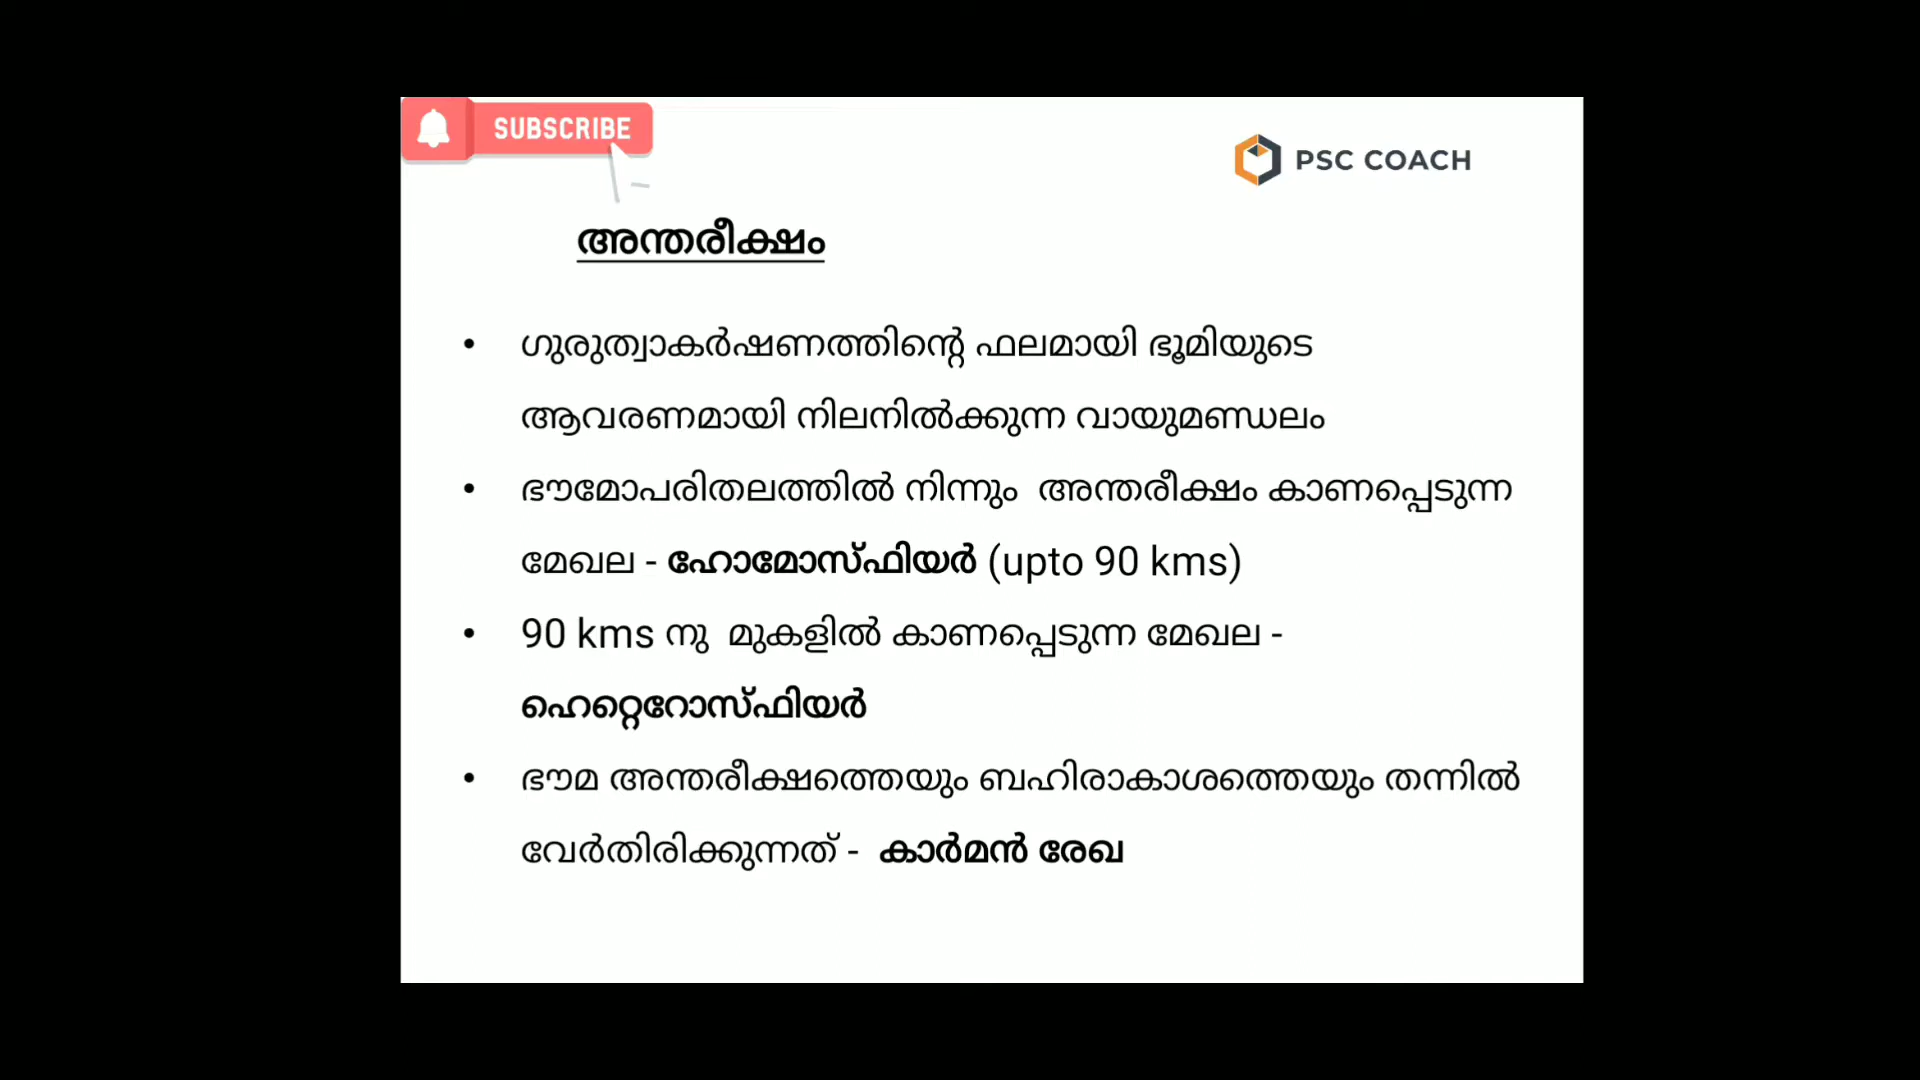 SUBSCRIBE
PSC COACH
അന്തരീക്ഷം
• ഗുരുത്വാകർഷണത്തിന്റെ ഫലമായി ഭൂമിയുടെ
ആവരണമായി നിലനിൽക്കുന്ന വായുമണ്ഡലം
• ഭൗമോപരിതലത്തിൽ നിന്നും അന്തരീക്ഷം കാണപ്പെടുന്ന
മേഖല - ഹോമോസ്ഫിയർ (upto 90 kms)
• 90 kms നു മുകളിൽ കാണപ്പെടുന്ന മേഖല -
ഹെറ്റെറോസ്ഫിയർ
• ഭൗമ അന്തരീക്ഷത്തെയും ബഹിരാകാശത്തെയും തന്നിൽ
വേർതിരിക്കുന്നത് - കാർമൻ രേഖ